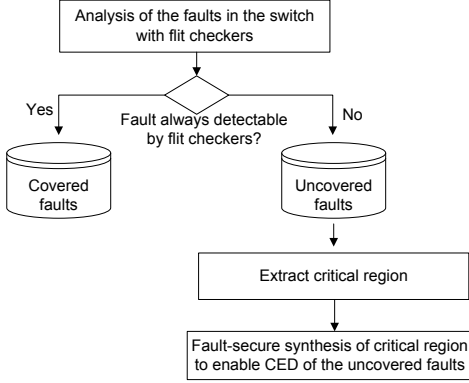 Analysis of the faults in the switch
with flit checkers
Yes
No
Fault always detectable
by flit checkers?
Covered
faults
Uncovered
faults
Extract critical region
Fault-secure synthesis of critical region
to enable CED of the uncovered faults